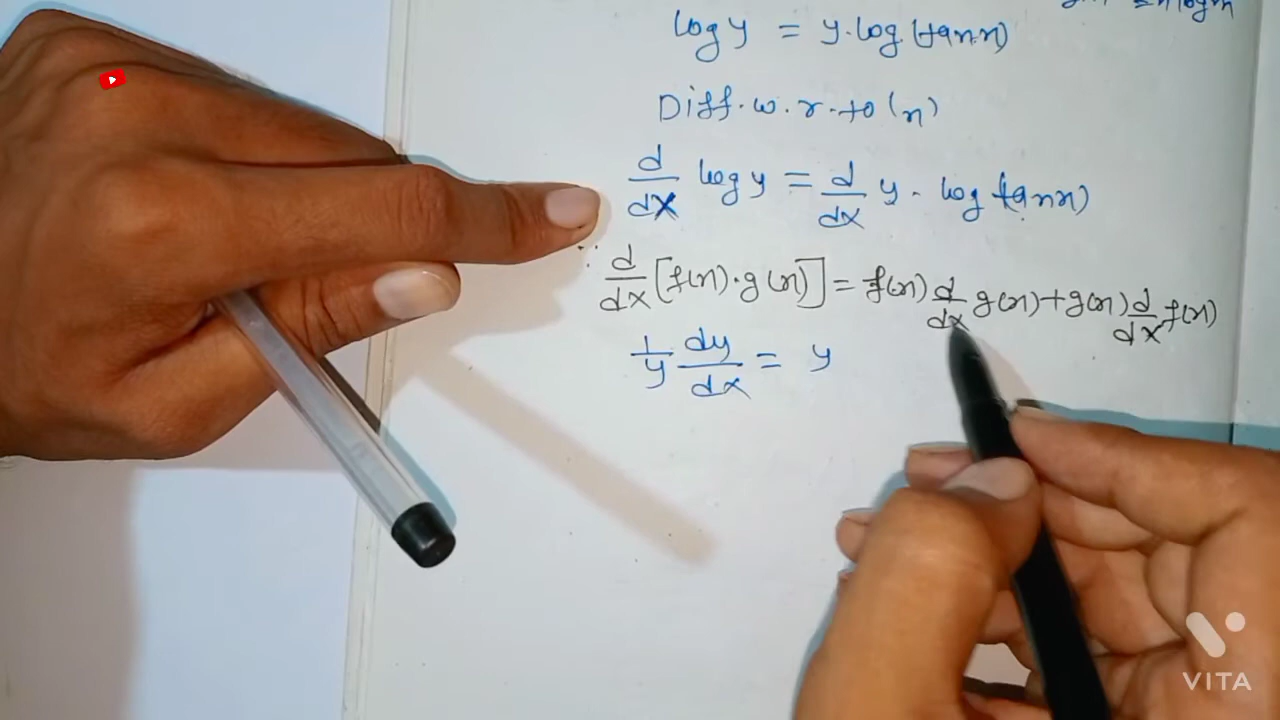 log y = y.log(tan x)
Diff. w. r. to (x)
d/dx log y = d/dx y . log tan x)
∵ d/dx [f(x).g(x)] = f(x) d/dx g(x) + g(x) d/dx f(x)
1/y dy/dx = y
VITA